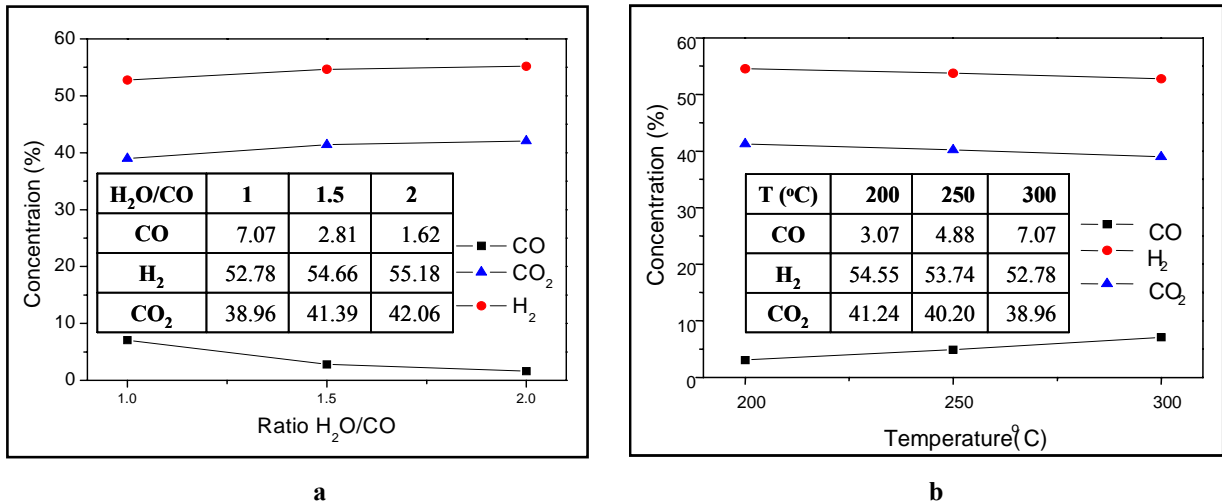 60
50
40
30
20
10
0
Concentraion (%)
H₂O/CO 1 1.5 2
CO 7.07 2.81 1.62
H₂ 52.78 54.66 55.18
CO₂ 38.96 41.39 42.06
CO
CO₂
H₂
1.0 1.5 2.0
Ratio H₂O/CO
a
60
50
40
30
20
10
0
Concentration (%)
T (ºC) 200 250 300
CO 3.07 4.88 7.07
H₂ 54.55 53.74 52.78
CO₂ 41.24 40.20 38.96
CO
H₂
CO₂
200 250 300
Temperature(ºC)
b